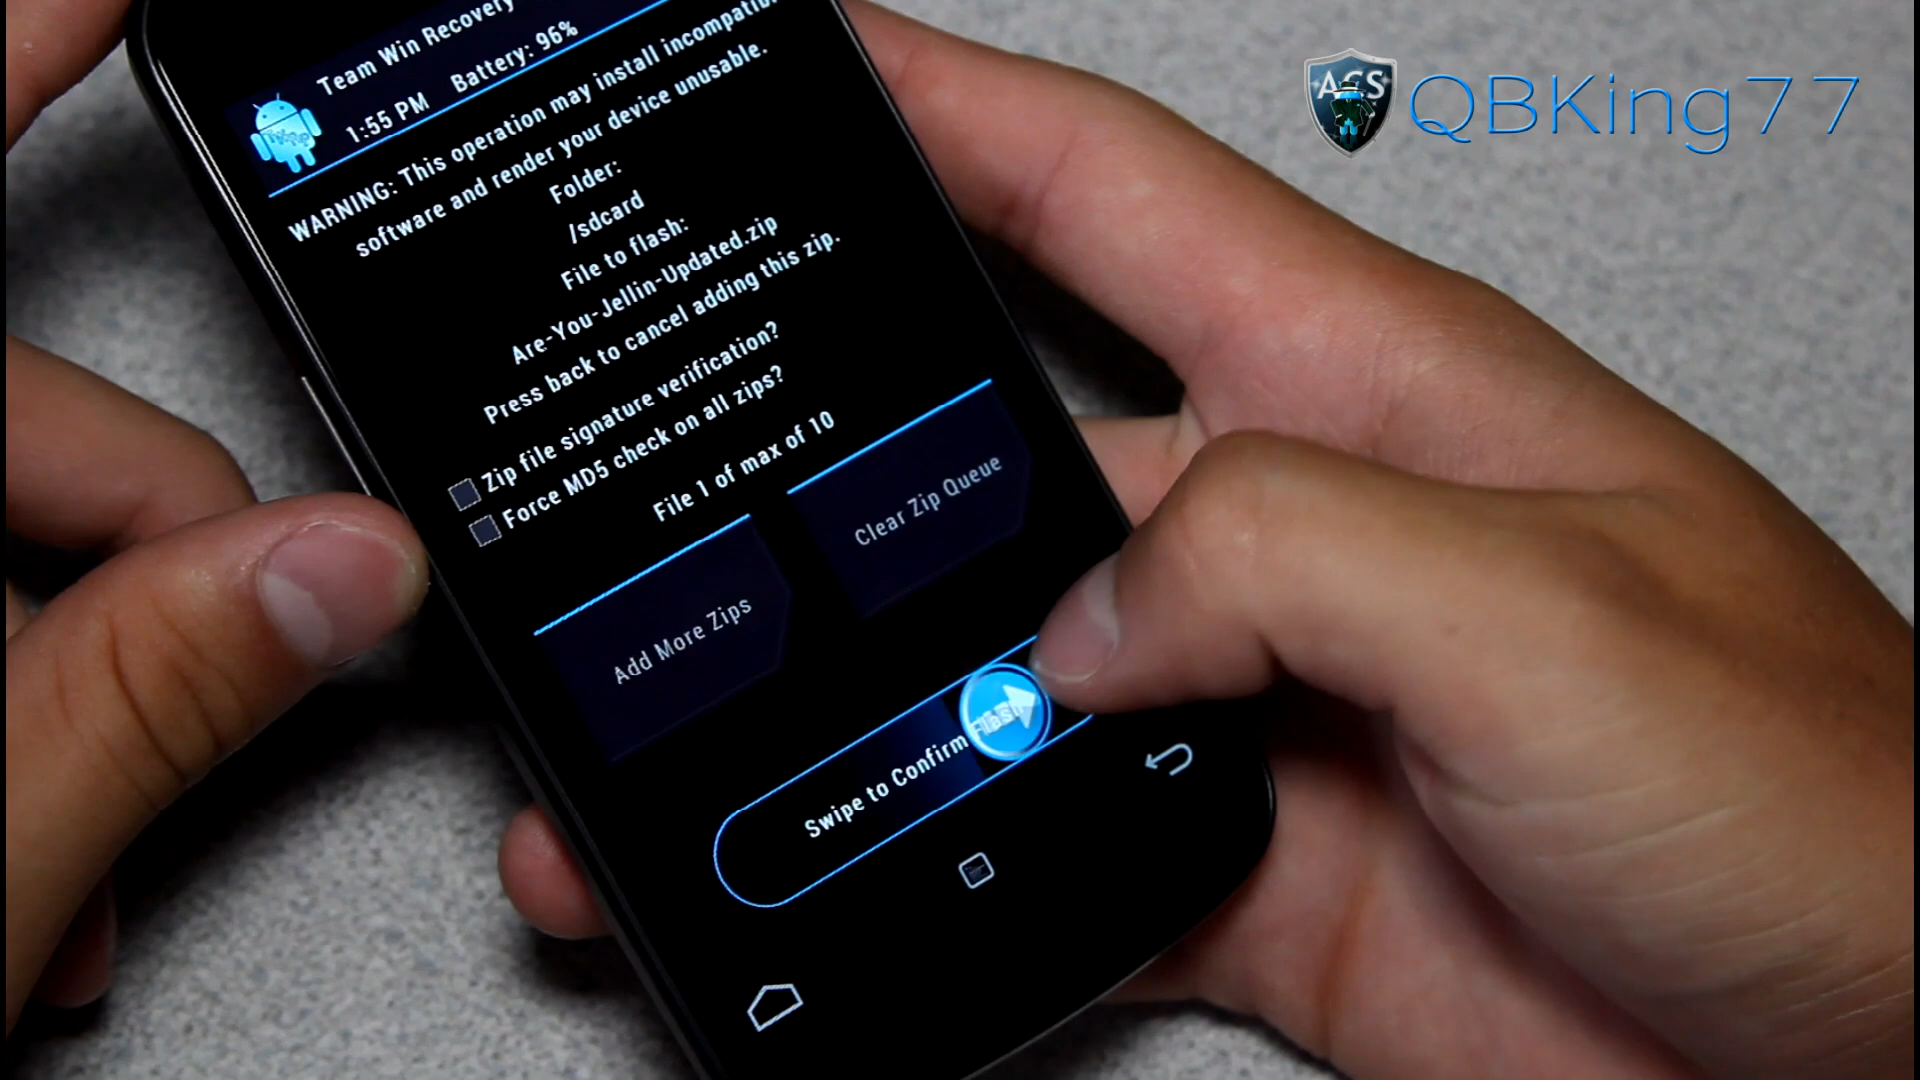 Team Win Recovery
1:55 PM Battery: 96%
WARNING: This operation may install incompatible
software and render your device unusable.
Folder:
/sdcard
File to flash:
Are-You-Jellin-Updated.zip
Press back to cancel adding this zip.
Zip file signature verification?
Force MD5 check on all zips?
File 1 of max of 10
Add More Zips
Clear Zip Queue
Swipe to Confirm Flash
ACS
QBKing77